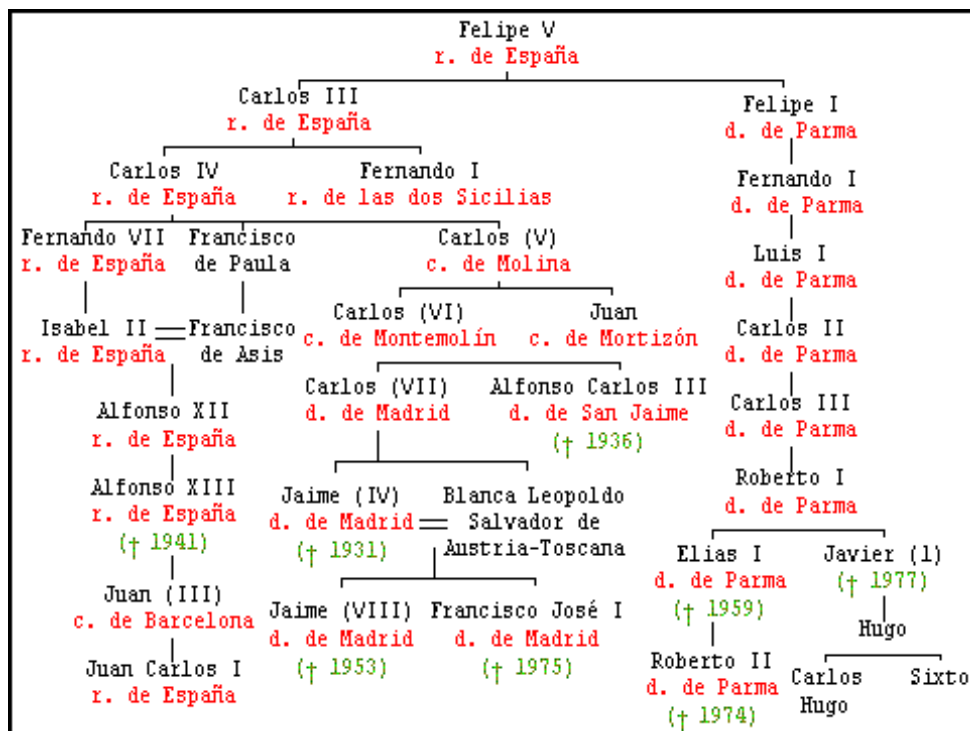 Felipe V
r. de España
Carlos III
r. de España
Felipe I
d. de Parma
Carlos IV
r. de España
Fernando I
r. de las dos Sicilias
Fernando I
d. de Parma
Fernando VII
r. de España
Francisco
de Paula
Carlos (V)
c. de Molina
Luis I
d. de Parma
Isabel II
r. de España
Francisco
de Asis
Carlos (VI)
c. de Montemolín
Juan
c. de Mortizón
Carlos II
d. de Parma
Carlos (VII)
d. de Madrid
Alfonso Carlos III
d. de San Jaime
(† 1936)
Carlos III
d. de Parma
Alfonso XII
r. de España
Alfonso XIII
r. de España
(† 1941)
Jaime (IV)
d. de Madrid
(† 1931)
Blanca Leopoldo
Salvador de
Austria-Toscana
Roberto I
d. de Parma
Elias I
d. de Parma
(† 1959)
Javier (1)
(† 1977)
Juan (III)
c. de Barcelona
Jaime (VIII)
d. de Madrid
(† 1953)
Francisco José I
d. de Madrid
(† 1975)
Hugo
Juan Carlos I
r. de España
Roberto II
d. de Parma
(† 1974)
Carlos
Hugo
Sixto